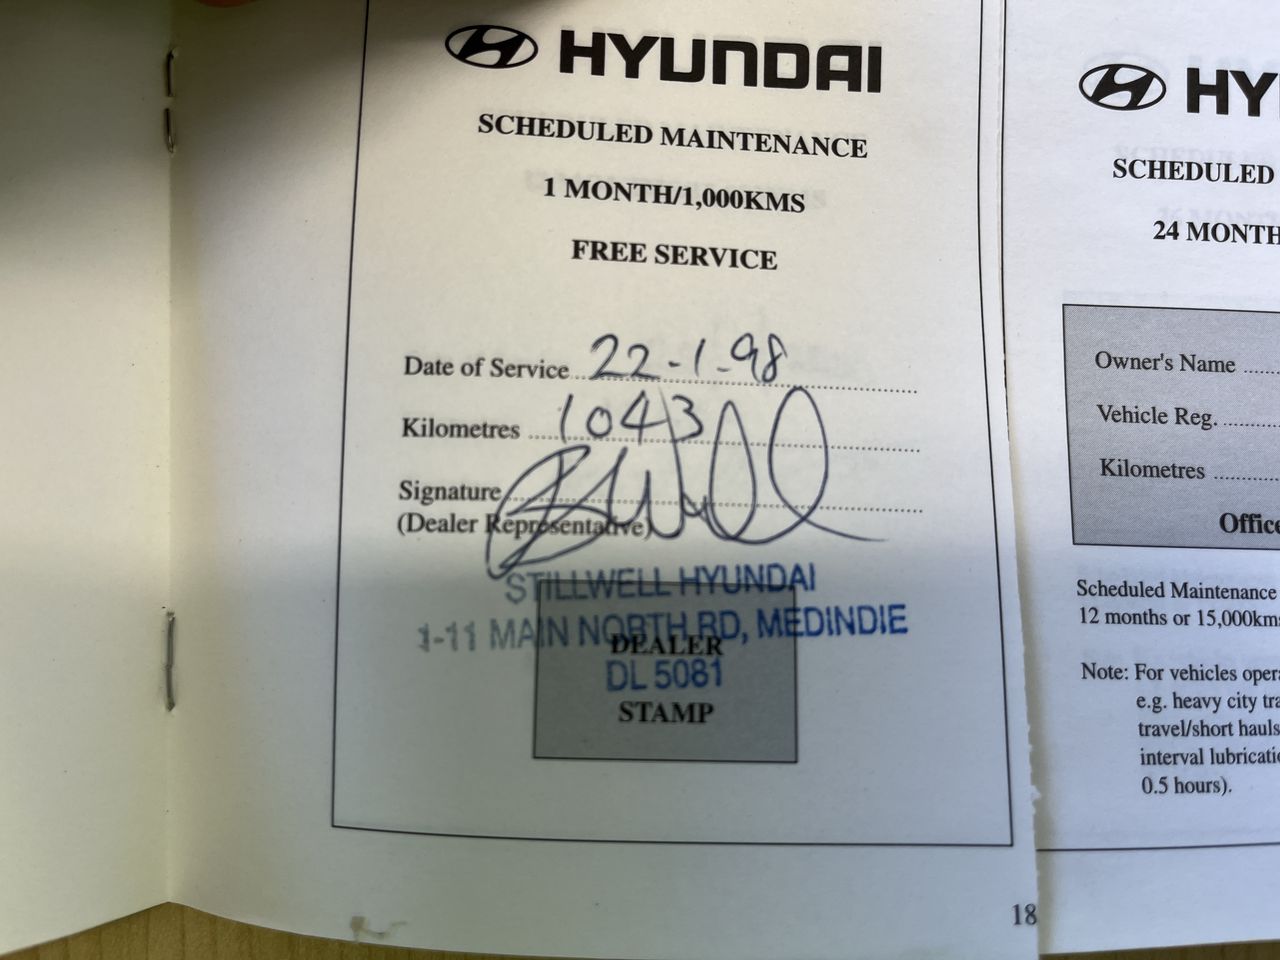 HYUNDAI
SCHEDULED MAINTENANCE
1 MONTH/1,000KMS
FREE SERVICE
Date of Service 22-1-98
Kilometres 1043
Signature
(Dealer Representative)
STILLWELL HYUNDAI
1-11 MAIN NORTH RD, MEDINDIE
DEALER
DL 5081
STAMP
18
HY
SCHEDULED
24 MONTH
Owner's Name
Vehicle Reg.
Kilometres
Office
Scheduled Maintenance
12 months or 15,000km
Note: For vehicles opera
e.g. heavy city tra
travel/short hauls
interval lubricatio
0.5 hours).